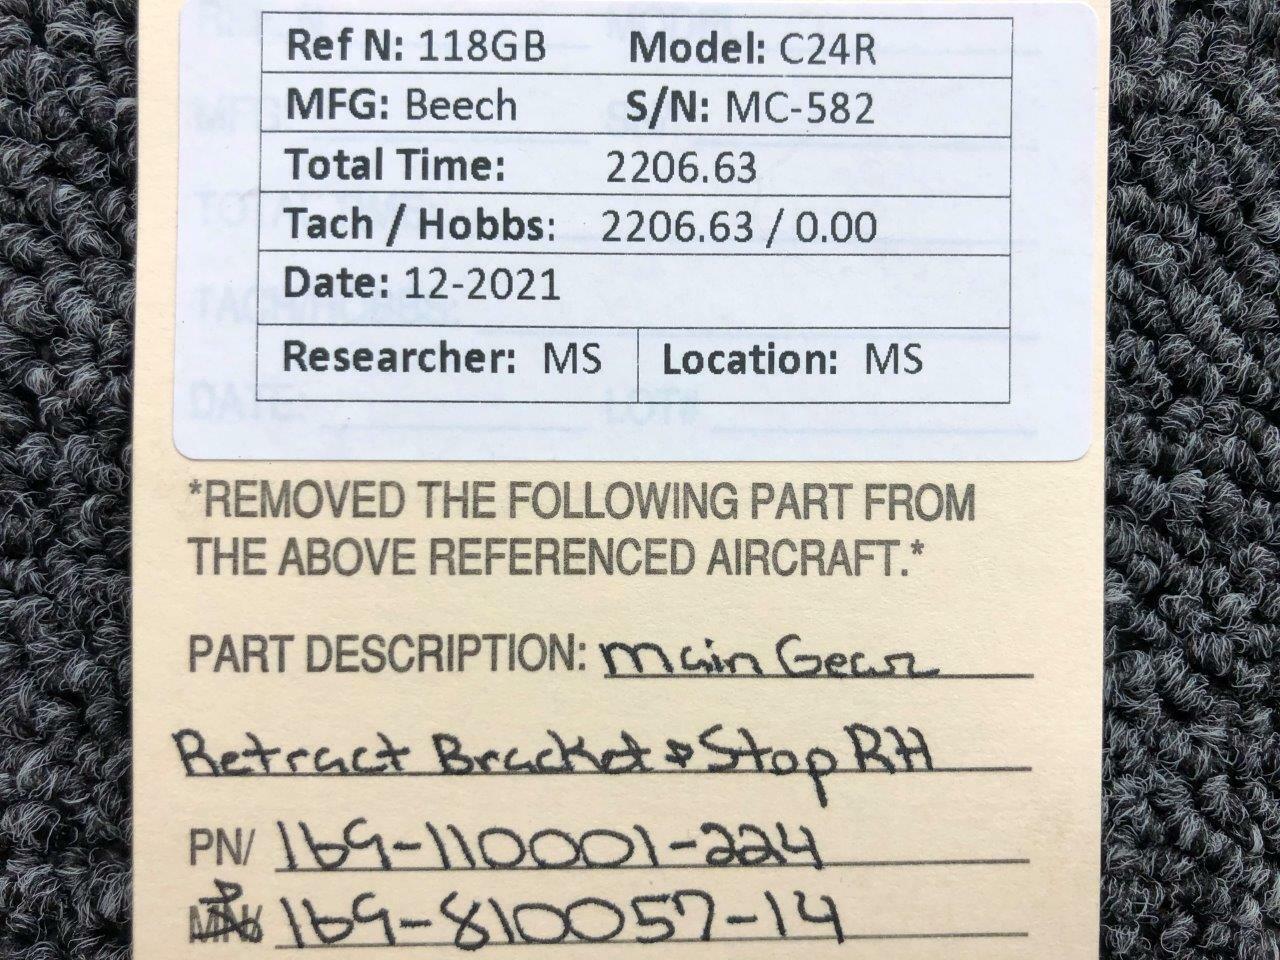 Ref N: 118GB Model: C24R
MFG: Beech S/N: MC-582
Total Time: 2206.63
Tach / Hobbs: 2206.63 / 0.00
Date: 12-2021
Researcher: MS Location: MS
DATE: LOT#
*REMOVED THE FOLLOWING PART FROM
THE ABOVE REFERENCED AIRCRAFT.*
PART DESCRIPTION: Main Gear
Retract Bracket & Stop RH
PN/ 169-110001-224
169-810057-14